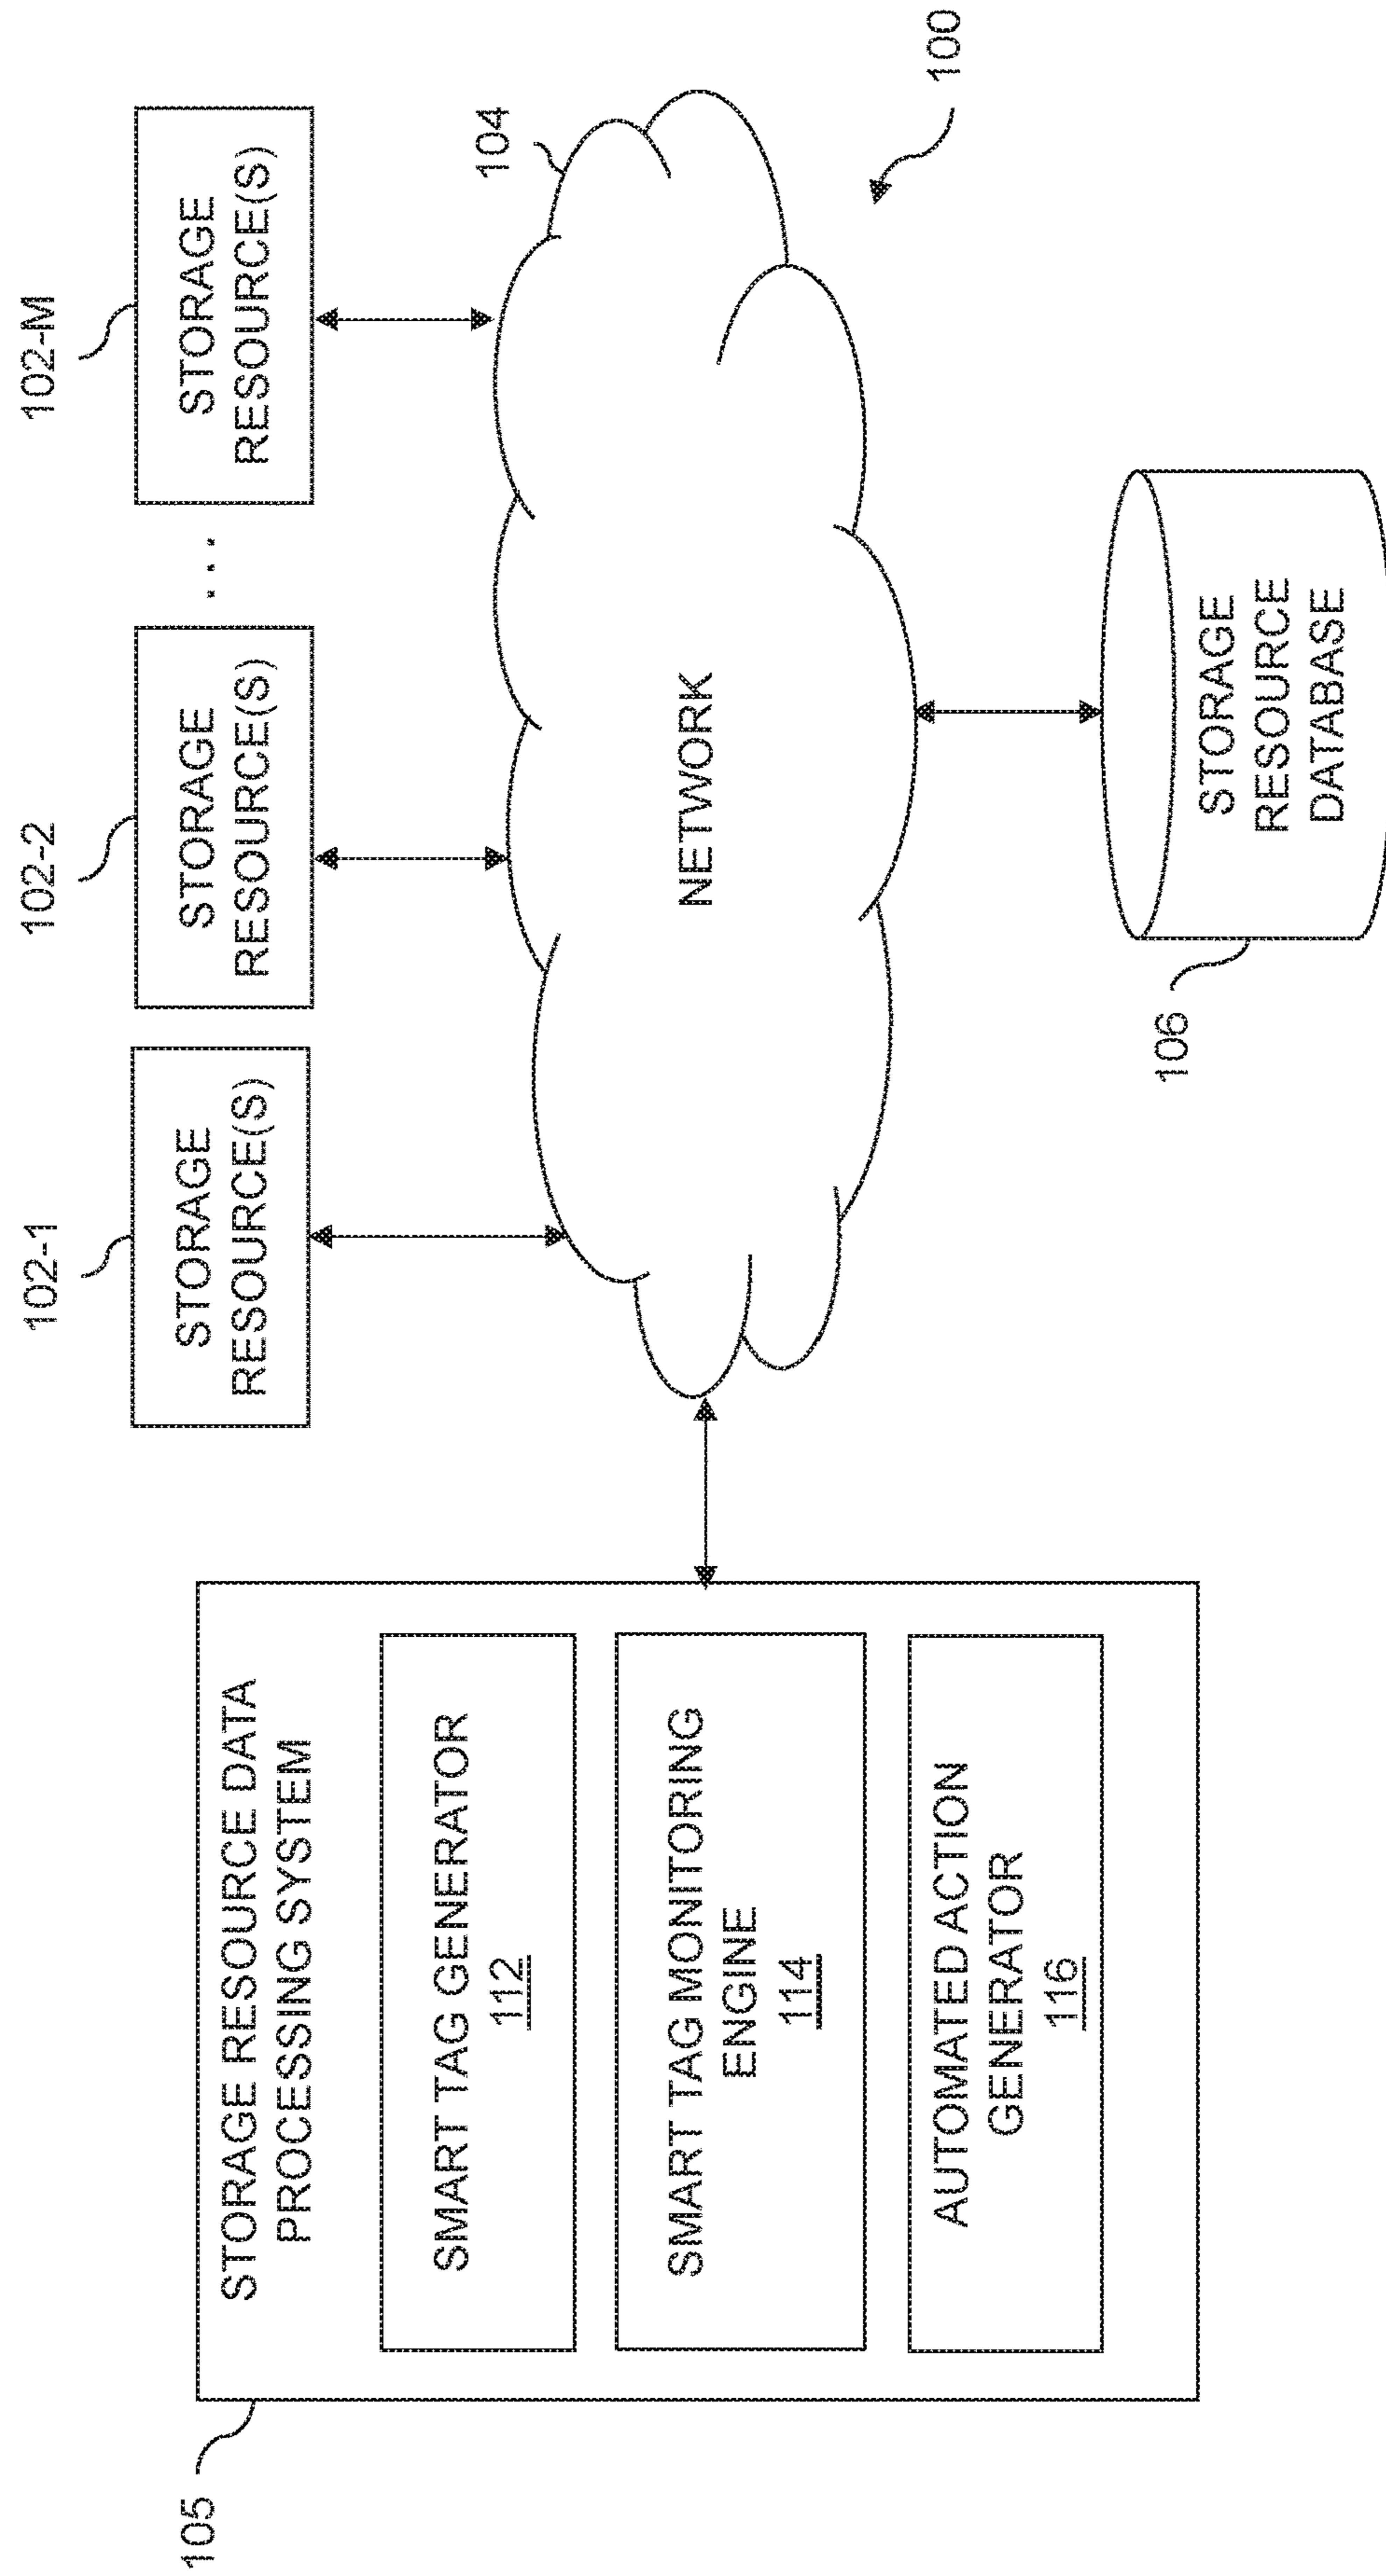 102-1
102-2
102-M
STORAGE
RESOURCE(S)
STORAGE
RESOURCE(S)
...
STORAGE
RESOURCE(S)
104
105
STORAGE RESOURCE DATA
PROCESSING SYSTEM
SMART TAG GENERATOR
112
SMART TAG MONITORING
ENGINE
114
AUTOMATED ACTION
GENERATOR
116
NETWORK
100
106
STORAGE
RESOURCE
DATABASE